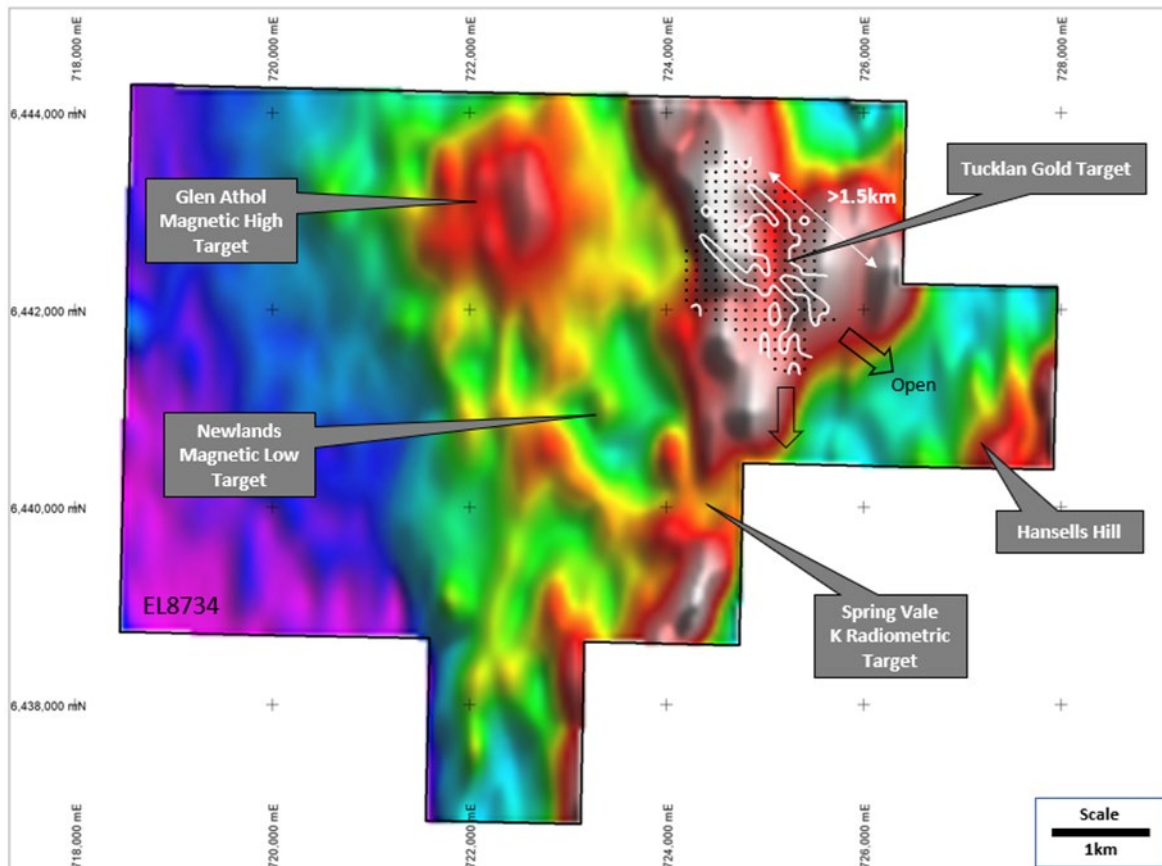 718,000 mE
720,000 mE
722,000 mE
724,000 mE
726,000 mE
728,000 mE
6,444,000 mN
6,442,000 mN
6,440,000 mN
6,438,000 mN
Glen Athol
Magnetic High
Target
Tucklan Gold Target
>1.5km
Open
Newlands
Magnetic Low
Target
Hansells Hill
Spring Vale
K Radiometric
Target
EL8734
718,000 mE
720,000 mE
722,000 mE
724,000 mE
726,000 mE
728,000 mE
Scale
1km